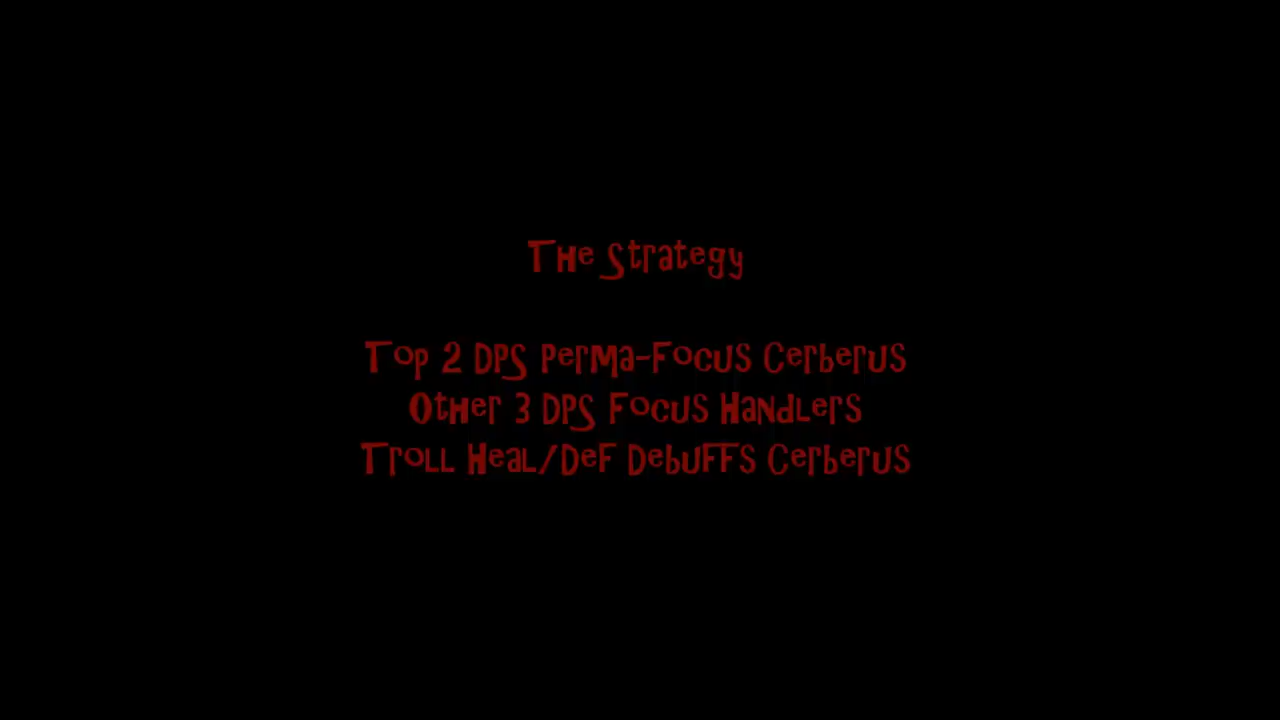 The Strategy
Top 2 DPS Perma-Focus Cerberus
Other 3 DPS Focus Handlers
Troll Heal/Def Debuffs Cerberus